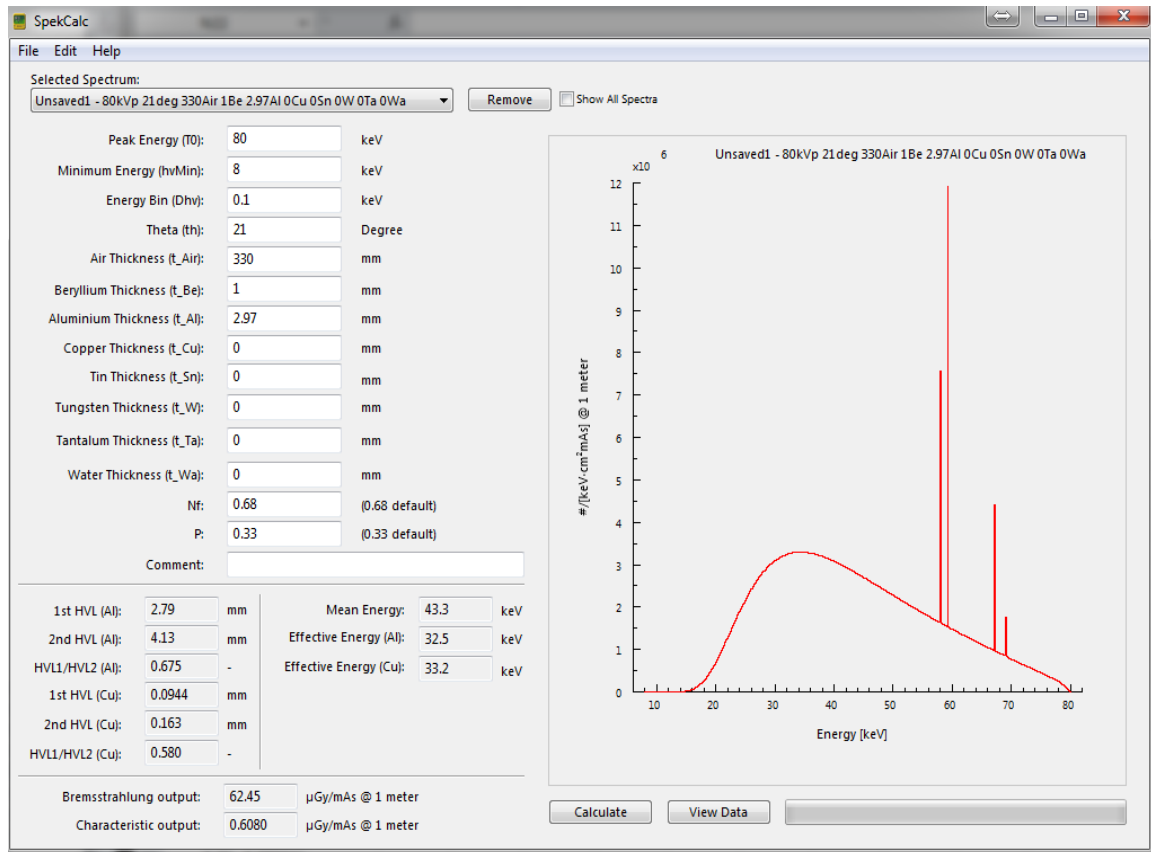 SpekCalc
File Edit Help
Selected Spectrum:
Unsaved1 - 80kVp 21deg 330Air 1Be 2.97Al 0Cu 0Sn 0W 0Ta 0Wa Remove Show All Spectra
Peak Energy (T0): 80 keV
Minimum Energy (hvMin): 8 keV
Energy Bin (Dhv): 0.1 keV
Theta (th): 21 Degree
Air Thickness (t_Air): 330 mm
Beryllium Thickness (t_Be): 1 mm
Aluminium Thickness (t_Al): 2.97 mm
Copper Thickness (t_Cu): 0 mm
Tin Thickness (t_Sn): 0 mm
Tungsten Thickness (t_W): 0 mm
Tantalum Thickness (t_Ta): 0 mm
Water Thickness (t_Wa): 0 mm
Nf: 0.68 (0.68 default)
P: 0.33 (0.33 default)
Comment:
1st HVL (Al): 2.79 mm
2nd HVL (Al): 4.13 mm
HVL1/HVL2 (Al): 0.675 -
1st HVL (Cu): 0.0944 mm
2nd HVL (Cu): 0.163 mm
HVL1/HVL2 (Cu): 0.580 -
Mean Energy: 43.3 keV
Effective Energy (Al): 32.5 keV
Effective Energy (Cu): 33.2 keV
Bremsstrahlung output: 62.45 µGy/mAs @ 1 meter
Characteristic output: 0.6080 µGy/mAs @ 1 meter
Unsaved1 - 80kVp 21deg 330Air 1Be 2.97Al 0Cu 0Sn 0W 0Ta 0Wa
x10 6
12
11
10
9
8
7
6
5
4
3
2
1
0
#/[keV·cm²mAs] @ 1 meter
10 20 30 40 50 60 70 80
Energy [keV]
Calculate View Data